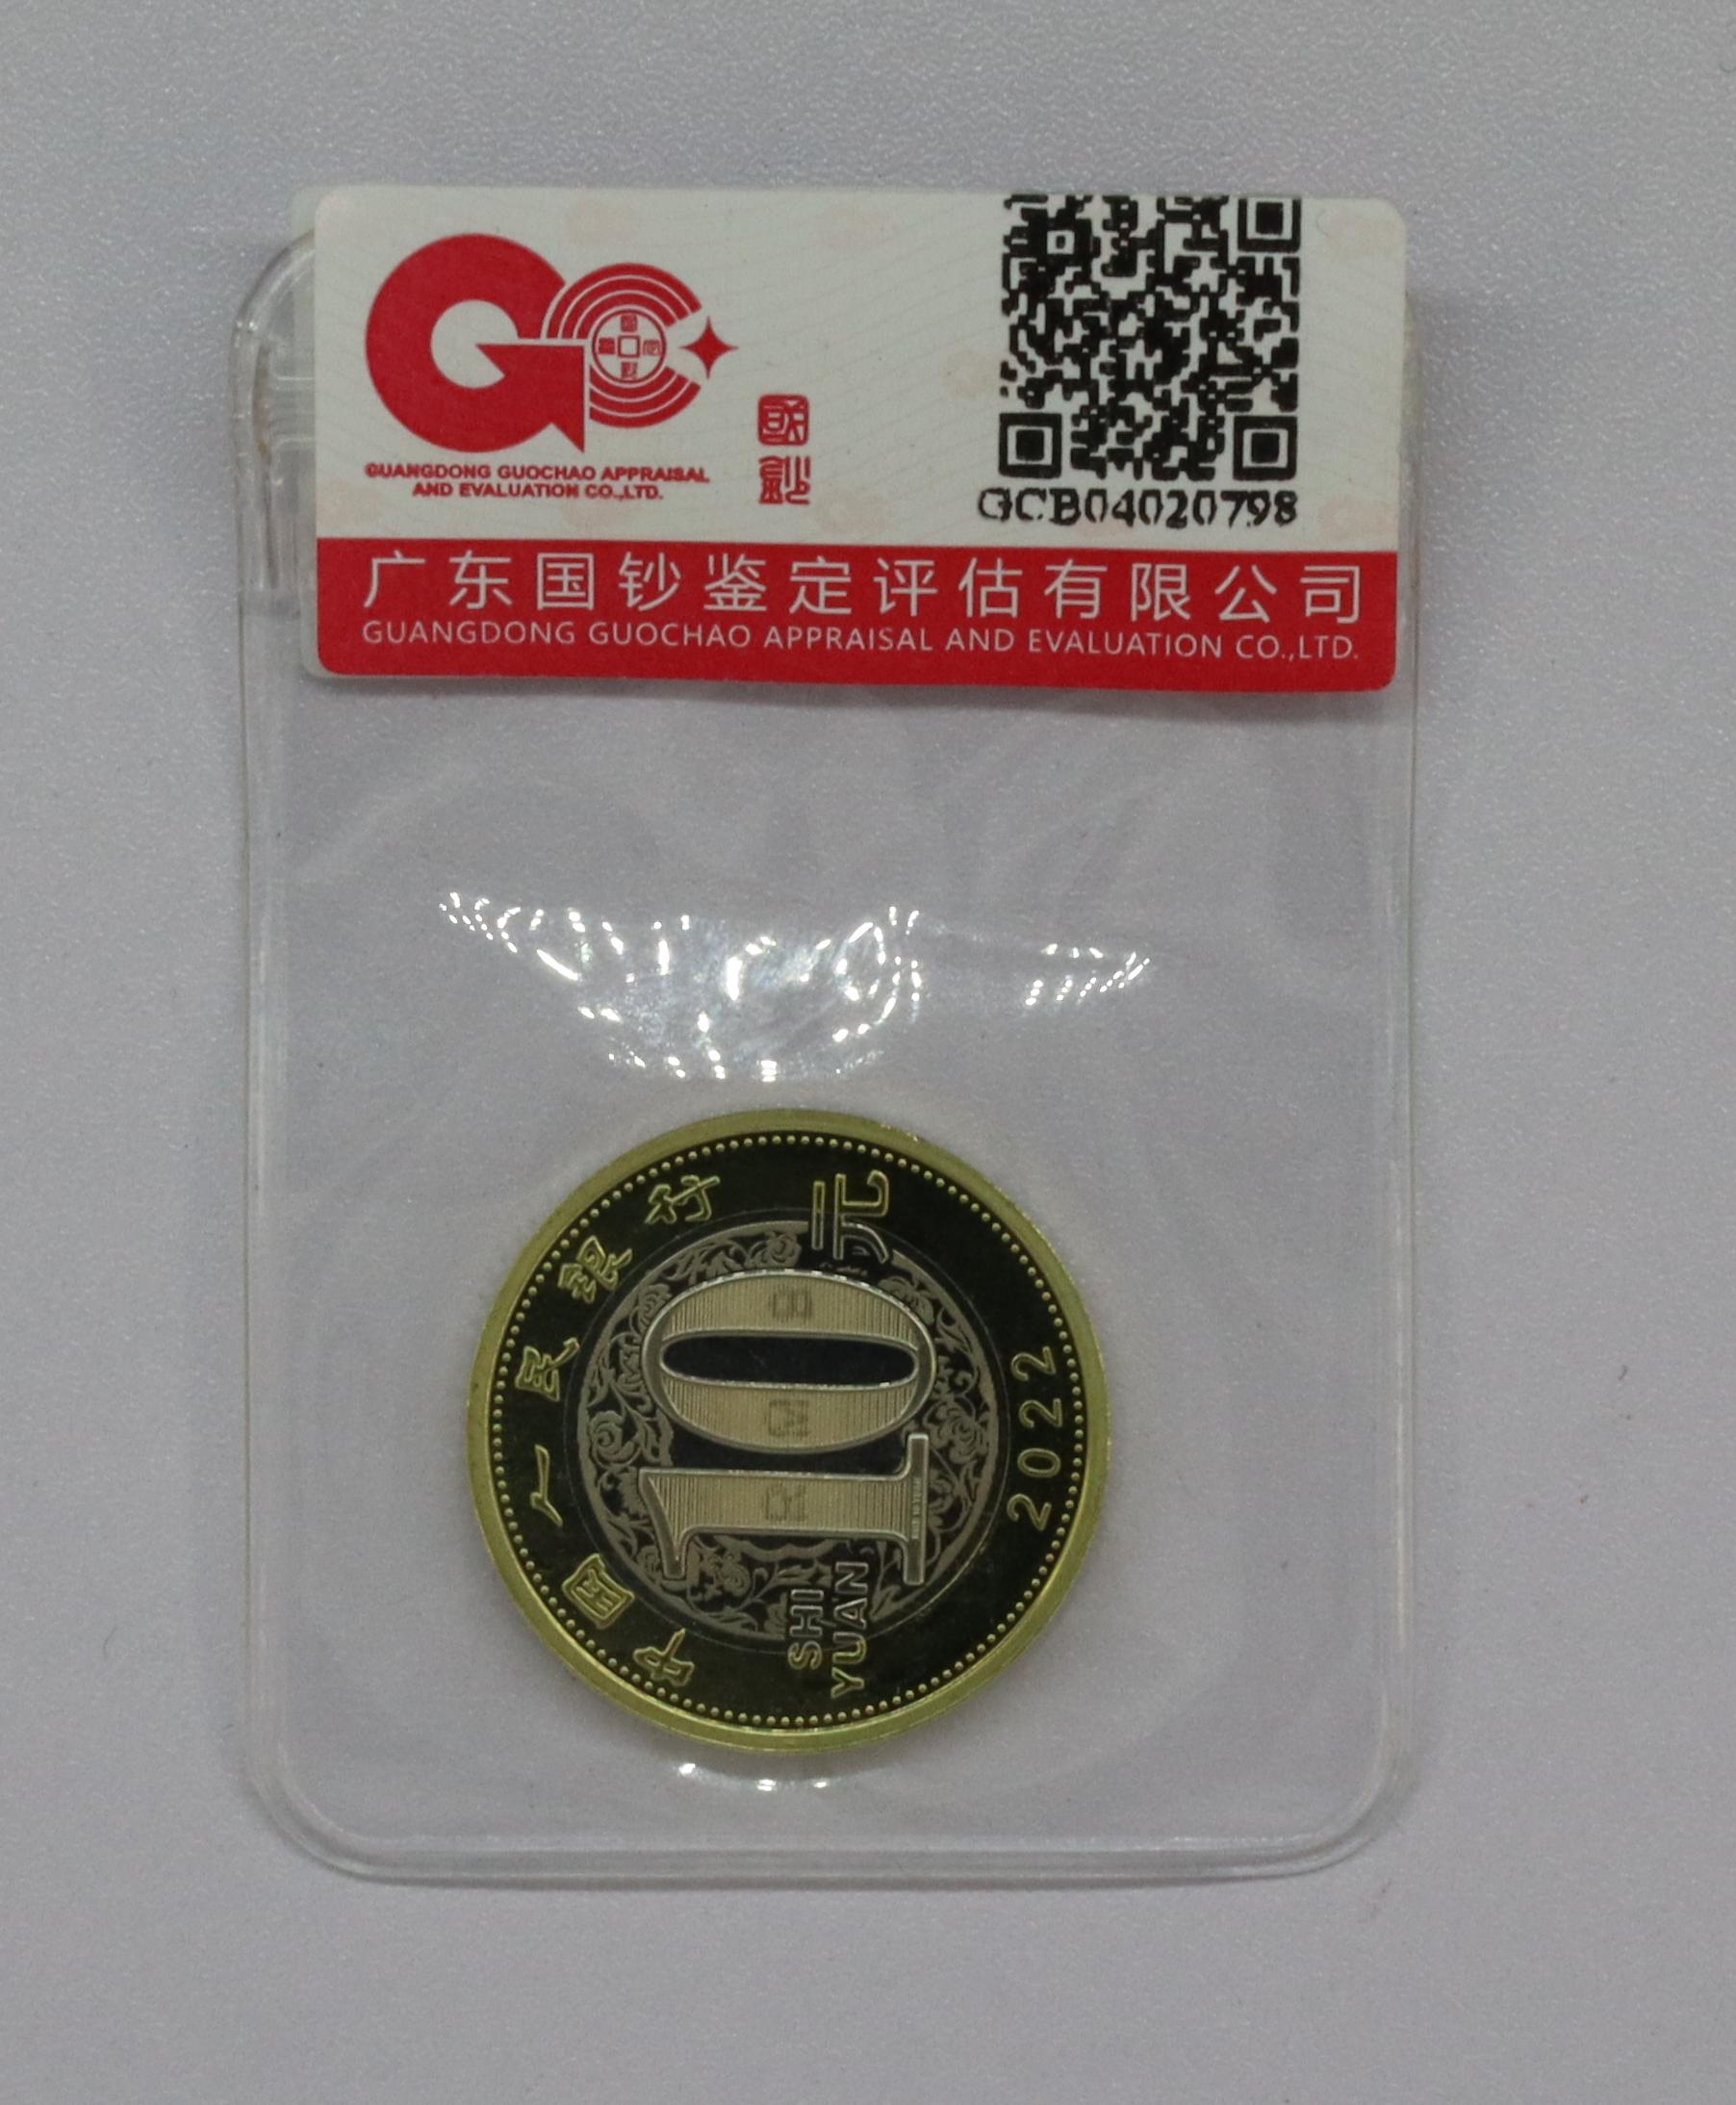 GUANGDONG GUOCHAO APPRAISAL
AND EVALUATION CO.,LTD.
國
鈔
GCB04020798
广东国钞鉴定评估有限公司
GUANGDONG GUOCHAO APPRAISAL AND EVALUATION CO.,LTD.
中国人民银行
10
元
SHI
YUAN
2022